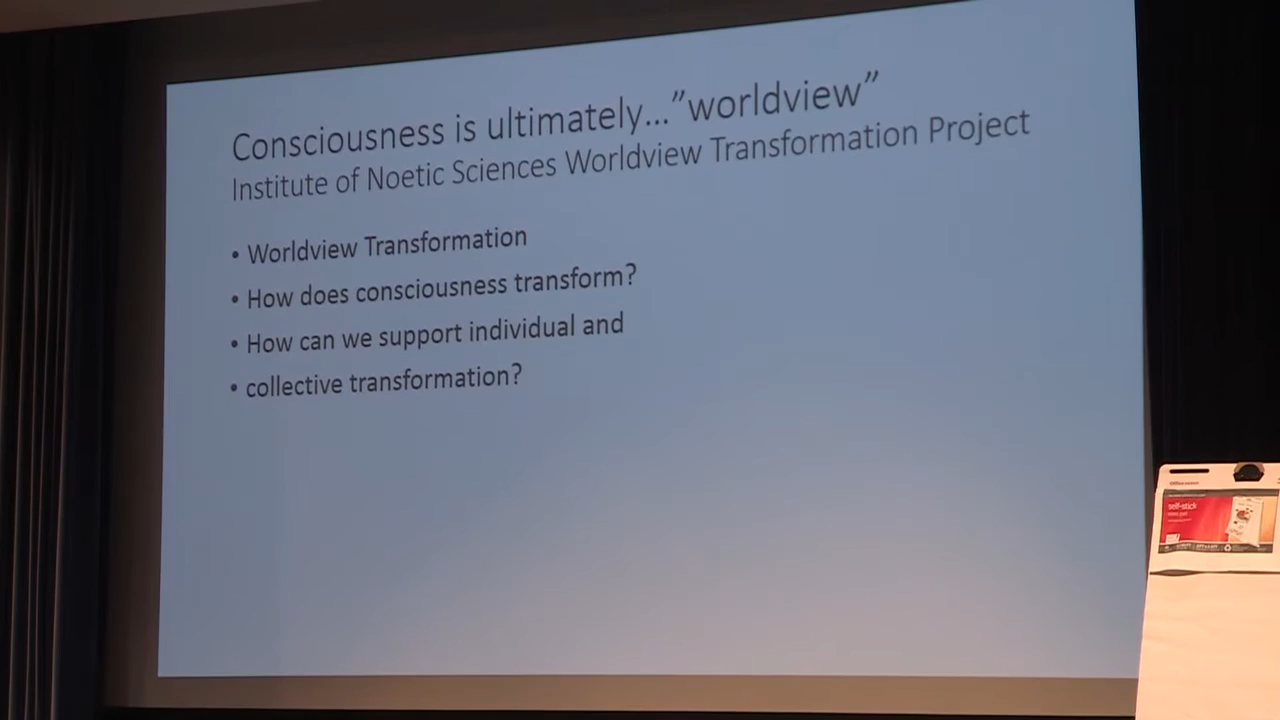 Consciousness is ultimately...”worldview”
Institute of Noetic Sciences Worldview Transformation Project
• Worldview Transformation
• How does consciousness transform?
• How can we support individual and
• collective transformation?
self-stick